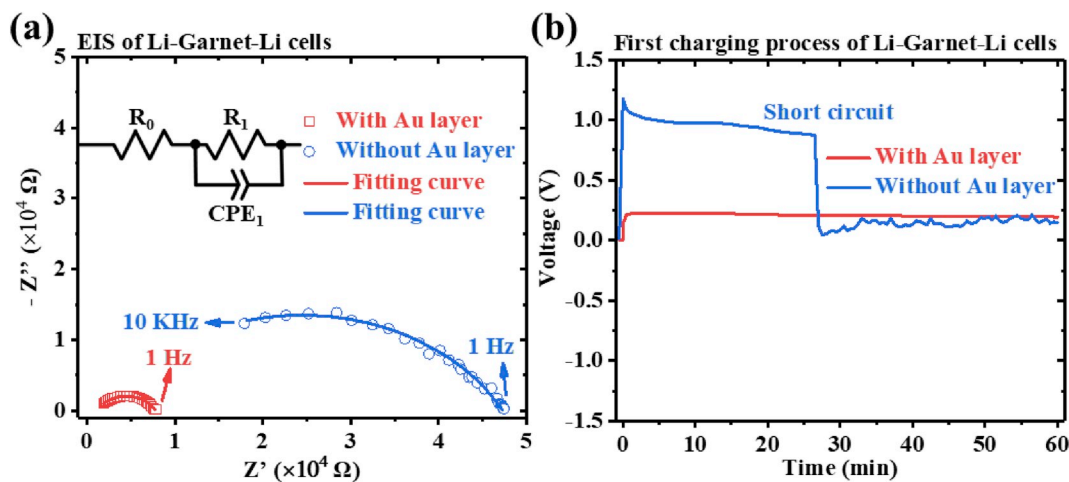 (a)
EIS of Li-Garnet-Li cells
5
4
3
2
1
0
- Z'' (×10⁴ Ω)
R₀
R₁
CPE₁
With Au layer
Without Au layer
Fitting curve
Fitting curve
10 KHz
1 Hz
1 Hz
0 1 2 3 4 5
Z' (×10⁴ Ω)
(b)
First charging process of Li-Garnet-Li cells
1.5
1.0
0.5
0.0
-0.5
-1.0
-1.5
Voltage (V)
Short circuit
With Au layer
Without Au layer
0 10 20 30 40 50 60
Time (min)